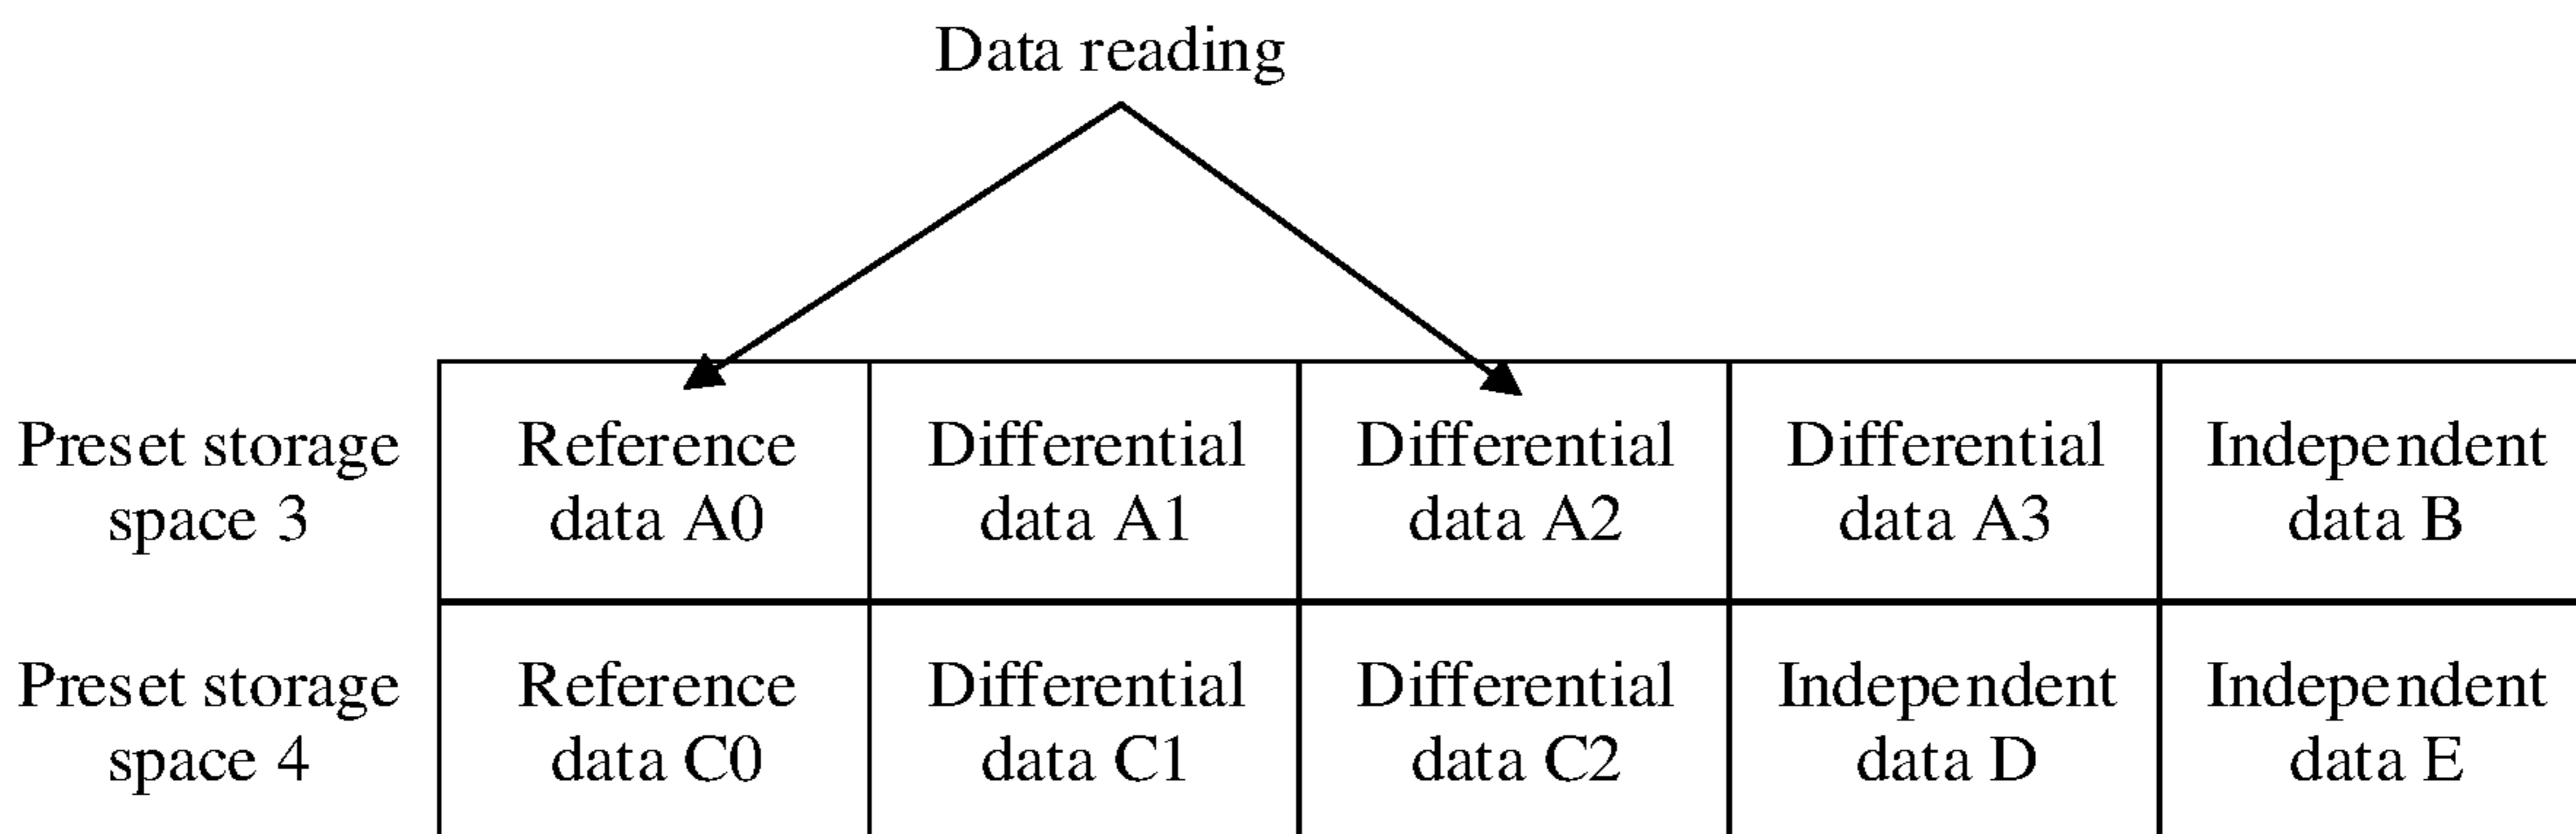 Data reading
Preset storage
space 3
Reference
data A0
Differential
data A1
Differential
data A2
Differential
data A3
Independent
data B
Preset storage
space 4
Reference
data C0
Differential
data C1
Differential
data C2
Independent
data D
Independent
data E